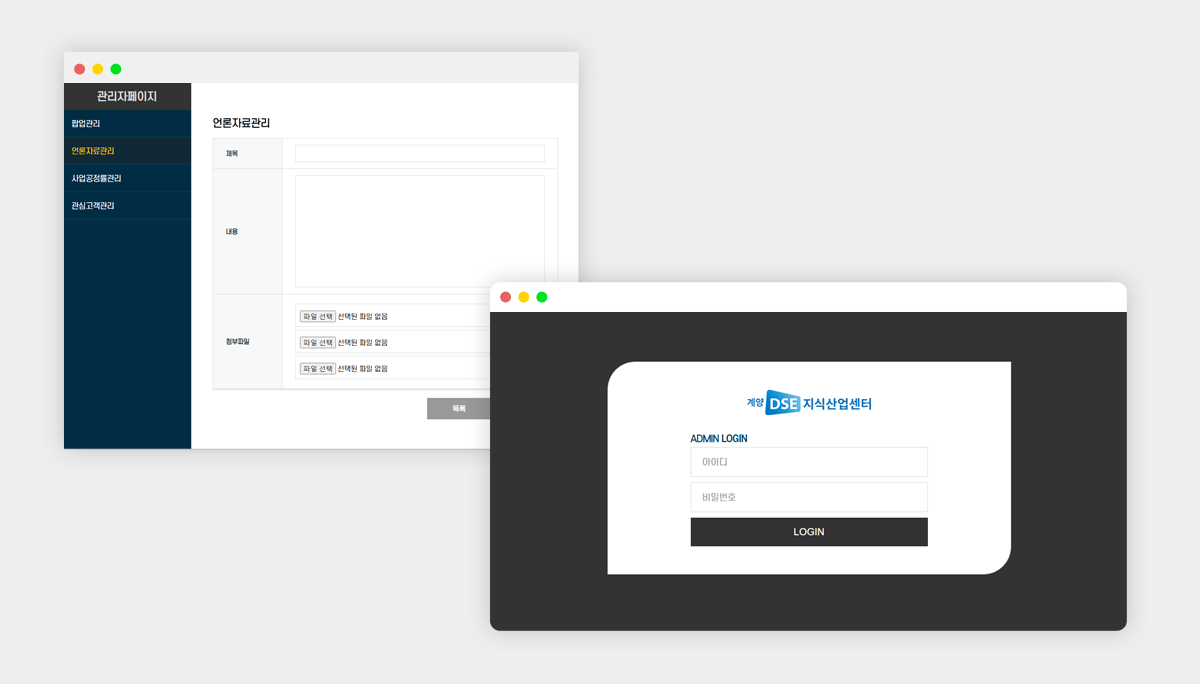 관리자페이지
팝업관리
언론자료관리
사업공정률관리
관심고객관리
언론자료관리
제목
내용
첨부파일
파일 선택 선택된 파일 없음
파일 선택 선택된 파일 없음
파일 선택 선택된 파일 없음
목록
계양 DSE 지식산업센터
ADMIN LOGIN
아이디
비밀번호
LOGIN